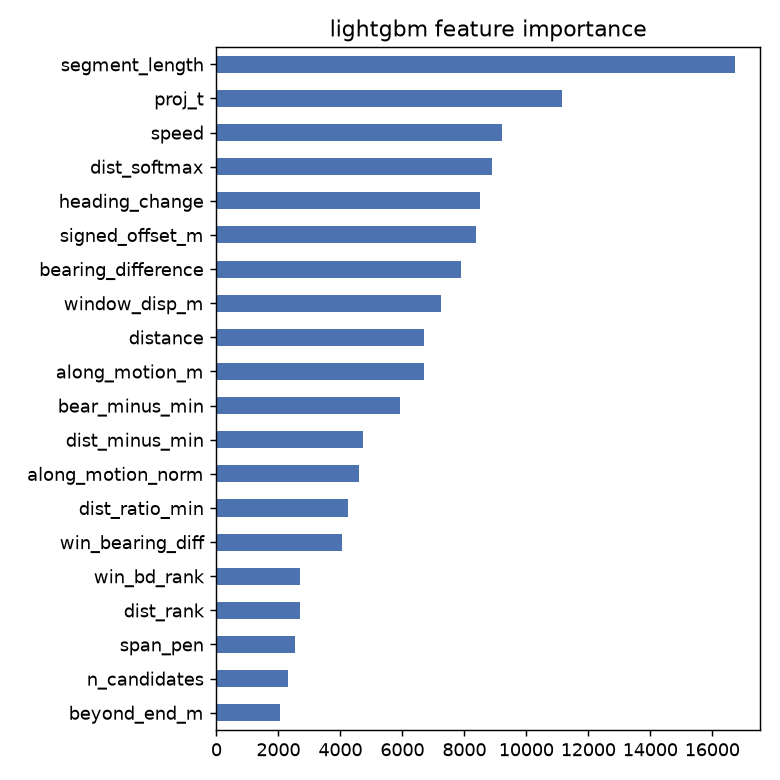 lightgbm feature importance
segment_length
proj_t
speed
dist_softmax
heading_change
signed_offset_m
bearing_difference
window_disp_m
distance
along_motion_m
bear_minus_min
dist_minus_min
along_motion_norm
dist_ratio_min
win_bearing_diff
win_bd_rank
dist_rank
span_pen
n_candidates
beyond_end_m
0 2000 4000 6000 8000 10000 12000 14000 16000